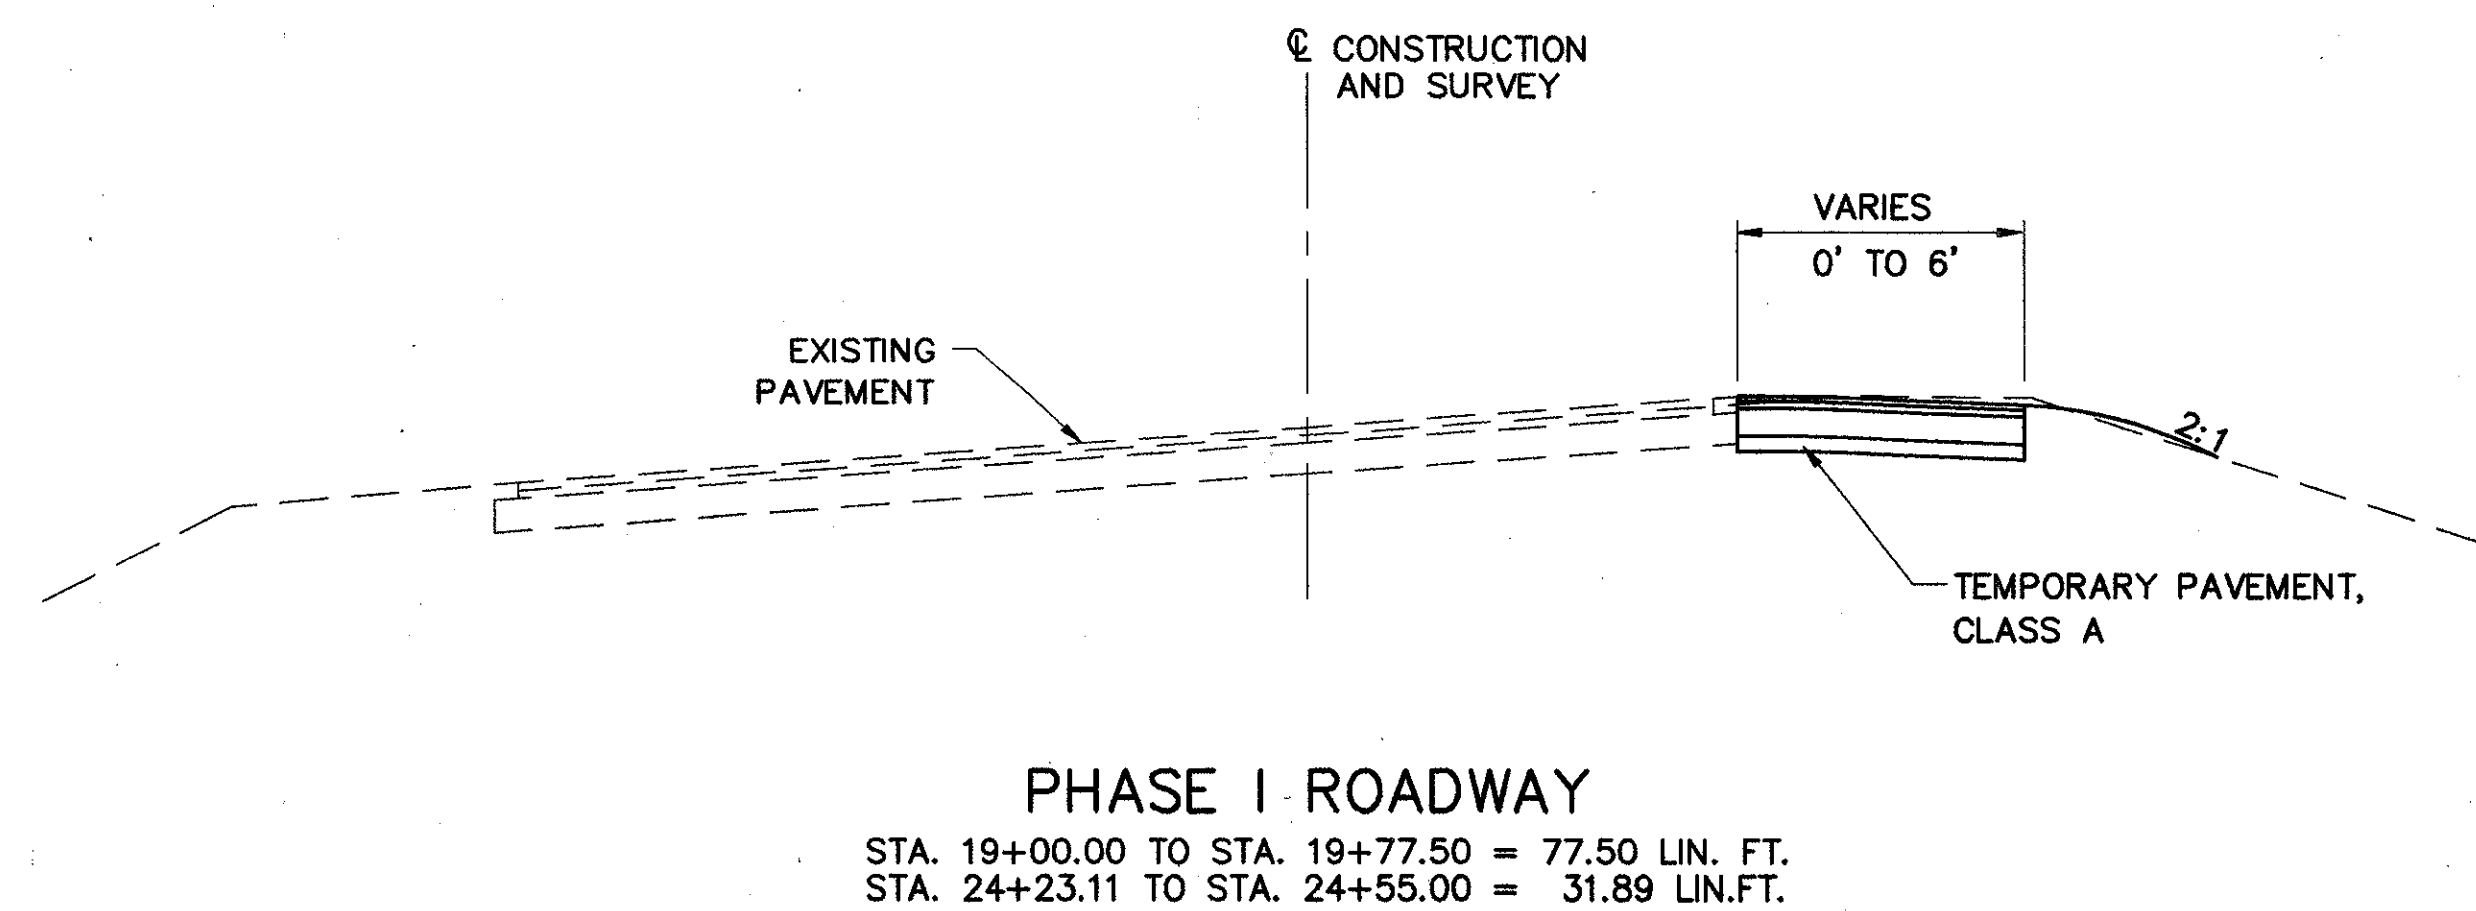 ℄ CONSTRUCTION
AND SURVEY
VARIES
0' TO 6'
EXISTING
PAVEMENT
2:1
TEMPORARY PAVEMENT,
CLASS A
PHASE I ROADWAY
STA. 19+00.00 TO STA. 19+77.50 = 77.50 LIN. FT.
STA. 24+23.11 TO STA. 24+55.00 = 31.89 LIN.FT.